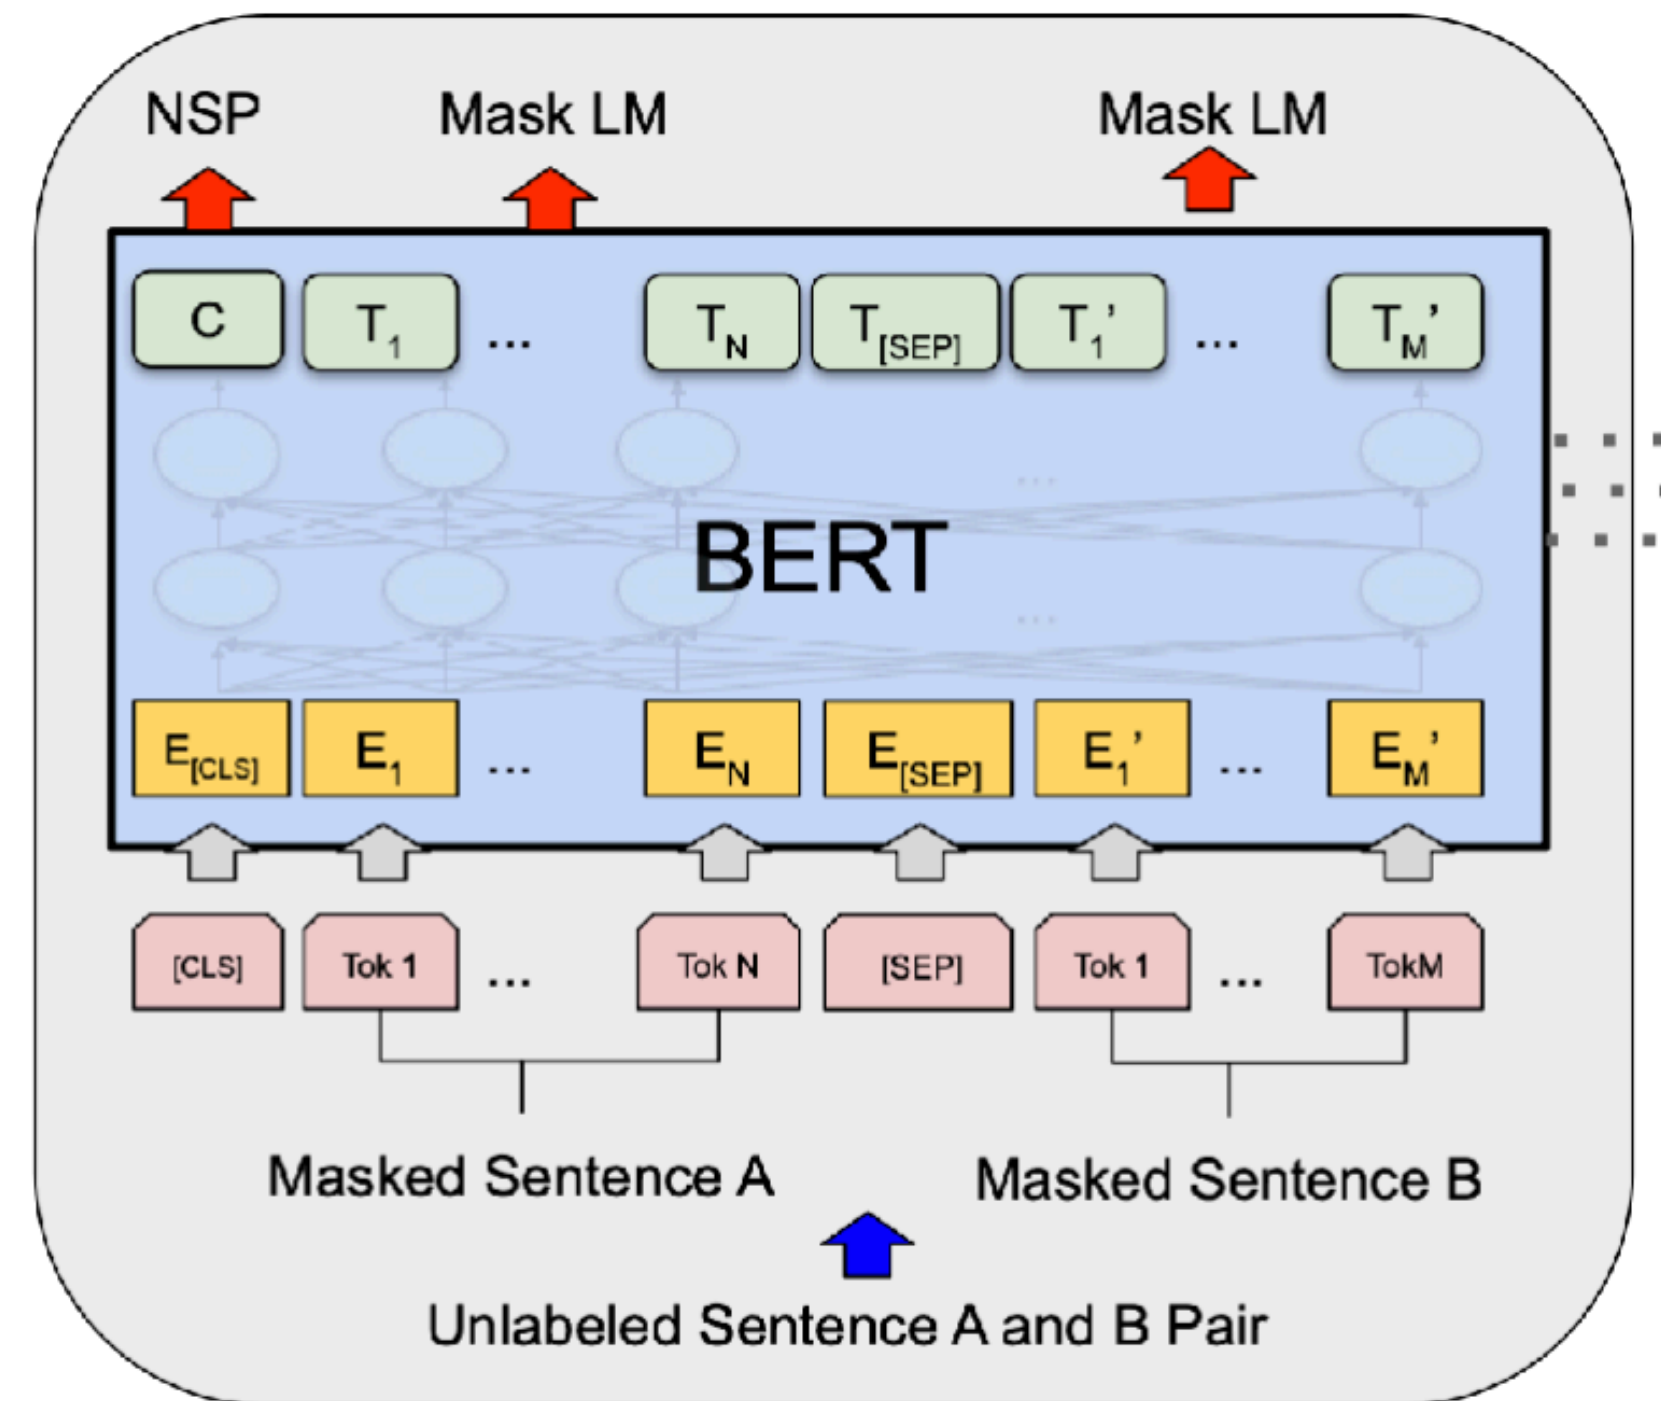 NSP Mask LM Mask LM
C T1 ... TN T[SEP] T1’ ... TM’
...
BERT
...
E[CLS] E1 ... EN E[SEP] E1’ ... EM’
[CLS] Tok 1 ... Tok N [SEP] Tok 1 ... TokM
Masked Sentence A Masked Sentence B
Unlabeled Sentence A and B Pair